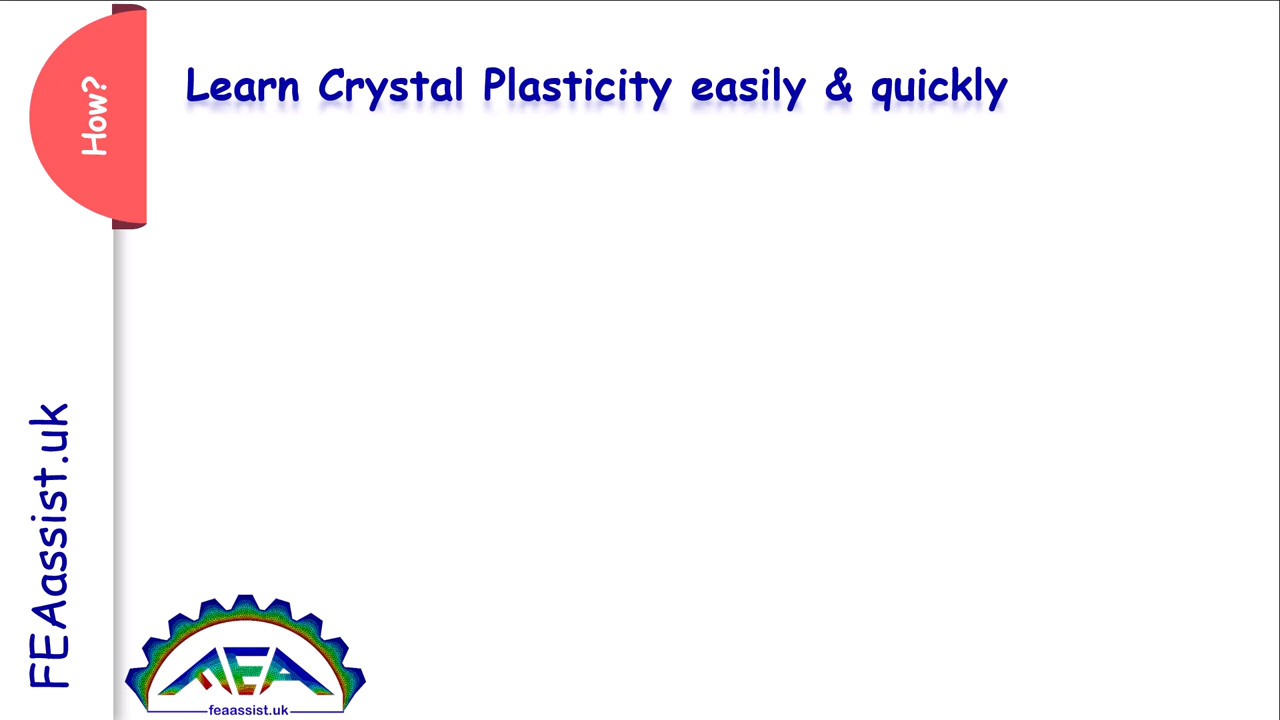 How?
Learn Crystal Plasticity easily & quickly
FEAassist.uk
FEA
feaassist.uk